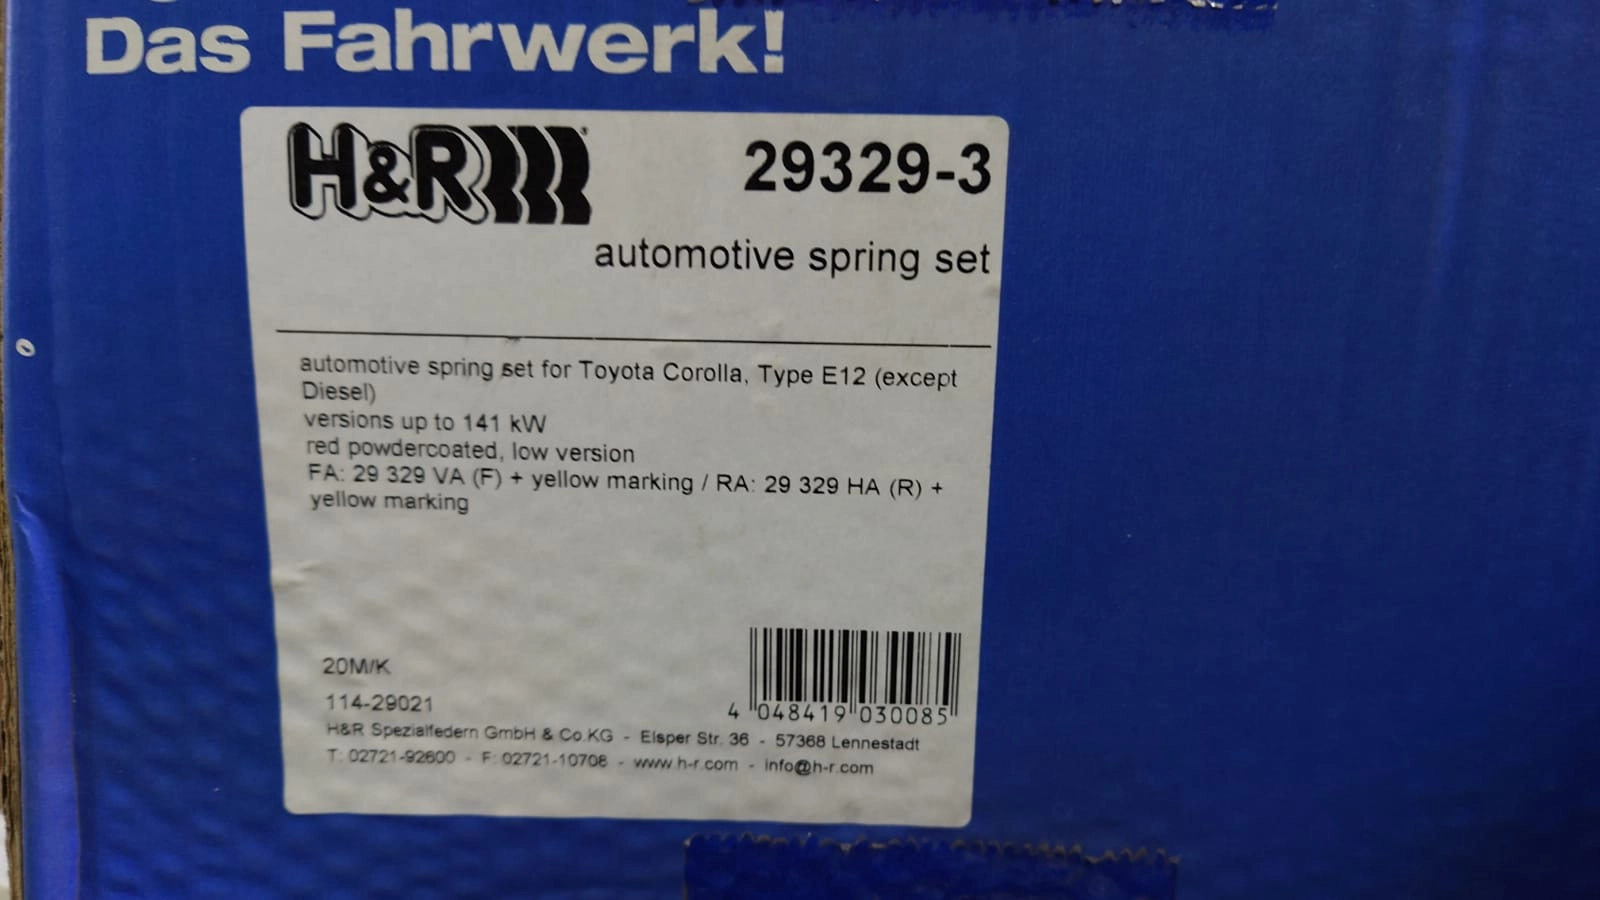 Das Fahrwerk!
H&R
29329-3
automotive spring set
automotive spring set for Toyota Corolla, Type E12 (except
Diesel)
versions up to 141 kW
red powdercoated, low version
FA: 29 329 VA (F) + yellow marking / RA: 29 329 HA (R) +
yellow marking
20M/K
114-29021
4 048419 030085
H&R Spezialfedern GmbH & Co.KG - Elsper Str. 36 - 57368 Lennestadt
T: 02721-92600 - F: 02721-10708 - www.h-r.com - info@h-r.com